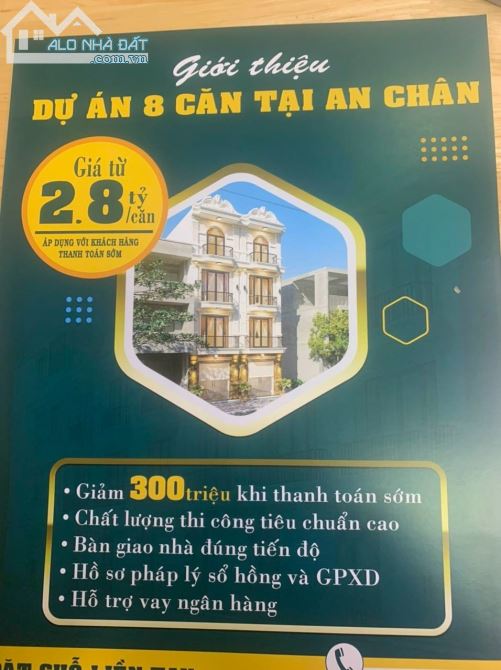 ALO NHÀ ĐẤT
.com.vn
Giới thiệu
DỰ ÁN 8 CĂN TẠI AN CHÂN
Giá từ
2.8 tỷ/căn
ÁP DỤNG VỚI KHÁCH HÀNG
THANH TOÁN SỚM
• Giảm 300triệu khi thanh toán sớm
• Chất lượng thi công tiêu chuẩn cao
• Bàn giao nhà đúng tiến độ
• Hồ sơ pháp lý sổ hồng và GPXD
• Hỗ trợ vay ngân hàng